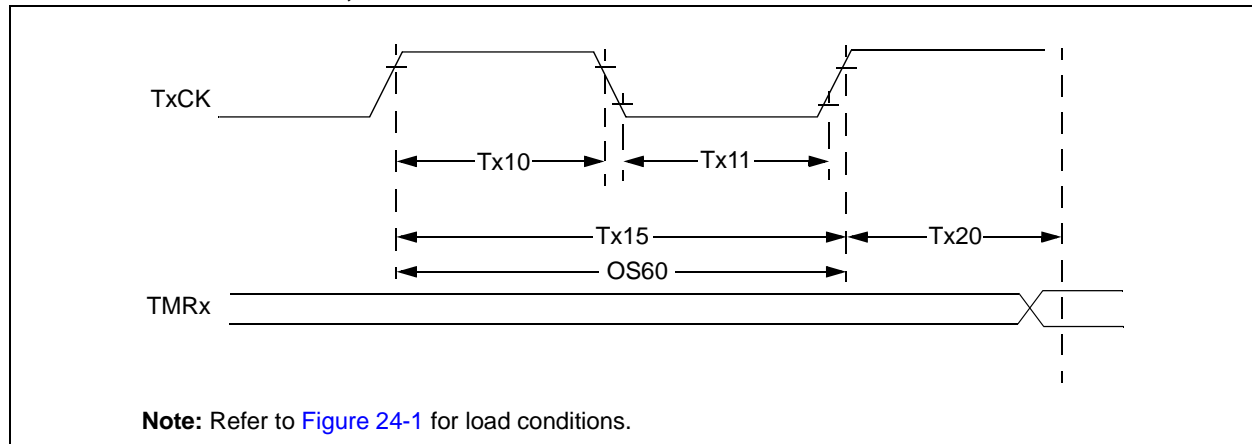 TxCK
Tx10
Tx11
Tx15
Tx20
OS60
TMRx
Note: Refer to Figure 24-1 for load conditions.